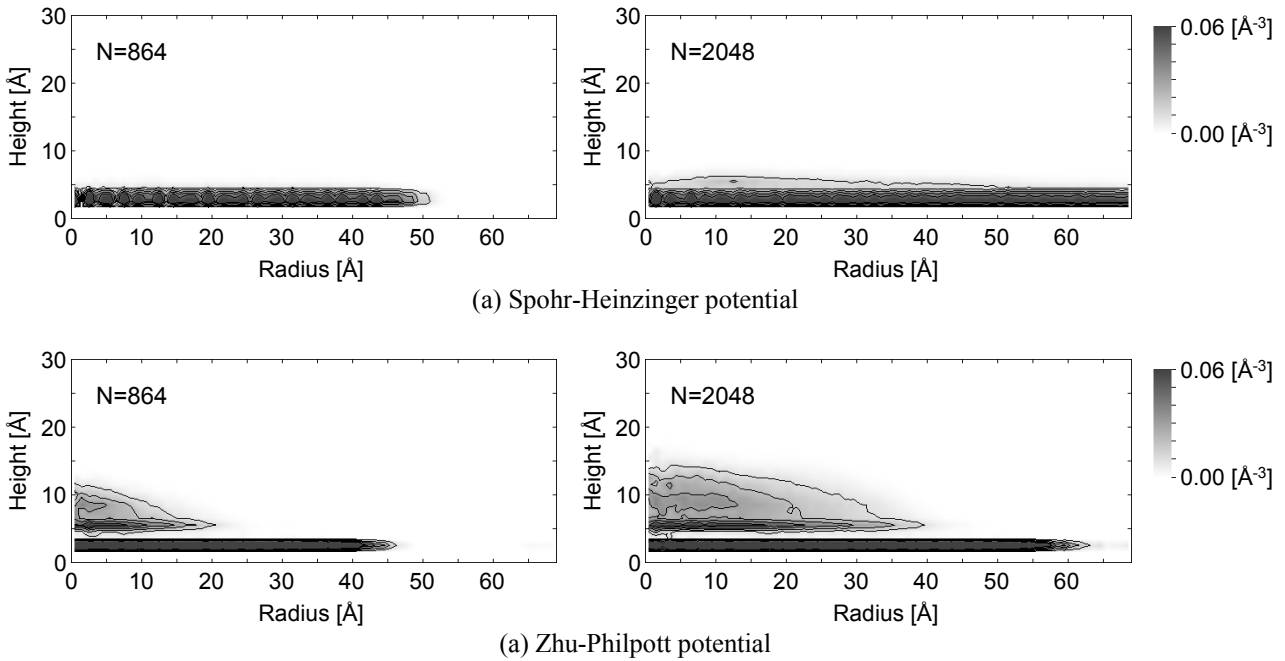 30
20
10
0
Height [Å]
N=864
0 10 20 30 40 50 60
Radius [Å]
30
20
10
0
Height [Å]
N=2048
0 10 20 30 40 50 60
Radius [Å]
0.06 [Å-3]
0.00 [Å-3]
(a) Spohr-Heinzinger potential
30
20
10
0
Height [Å]
N=864
0 10 20 30 40 50 60
Radius [Å]
30
20
10
0
Height [Å]
N=2048
0 10 20 30 40 50 60
Radius [Å]
0.06 [Å-3]
0.00 [Å-3]
(a) Zhu-Philpott potential